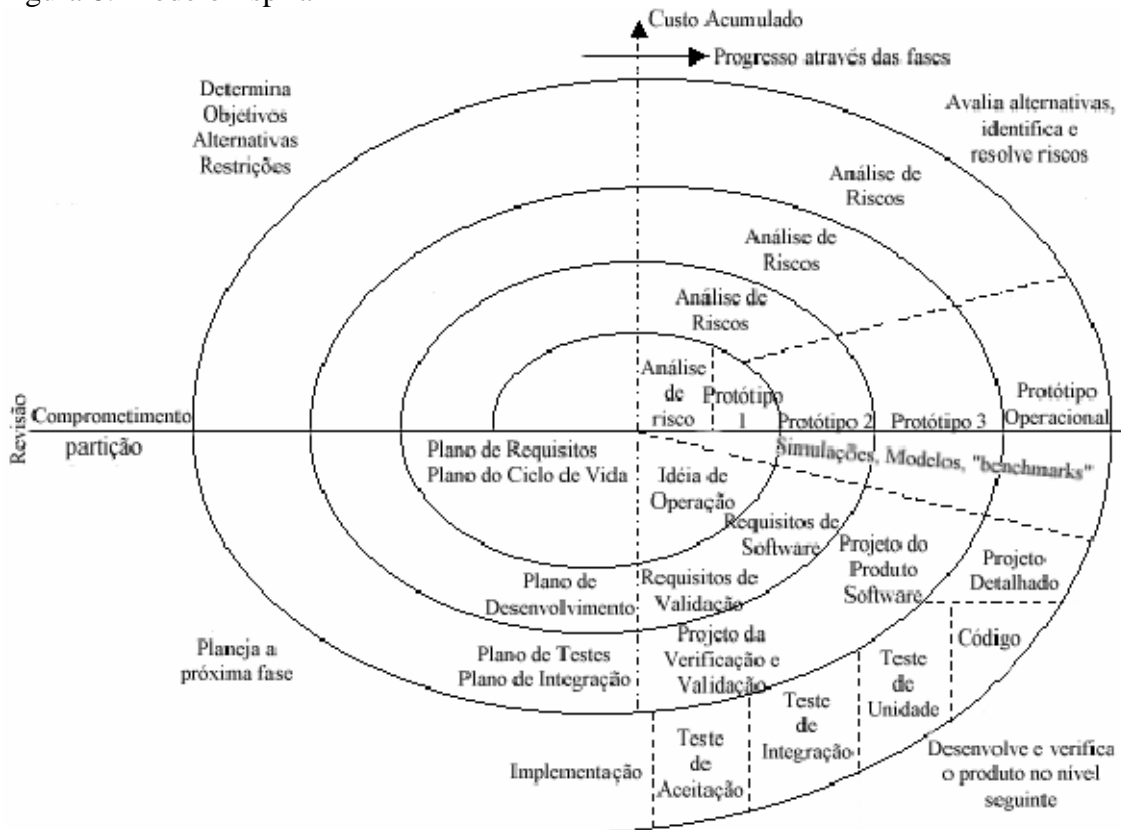 Custo Acumulado
Progresso através das fases
Determina
Objetivos
Alternativas
Restrições
Avalia alternativas,
identifica e
resolve riscos
Análise de
Riscos
Análise de
Riscos
Análise de
Riscos
Análise
de
risco
Protótipo
1
Protótipo 2
Protótipo 3
Protótipo
Operacional
Revisão
Comprometimento
partição
Simulações, Modelos, "benchmarks"
Plano de Requisitos
Plano do Ciclo de Vida
Idéia de
Operação
Requisitos de
Software
Projeto do
Produto
Software
Projeto
Detalhado
Plano de
Desenvolvimento
Requisitos de
Validação
Código
Planeja a
próxima fase
Plano de Testes
Plano de Integração
Projeto da
Verificação e
Validação
Teste
de
Unidade
Teste
de
Integração
Teste
de
Aceitação
Implementação
Desenvolve e verifica
o produto no nível
seguinte